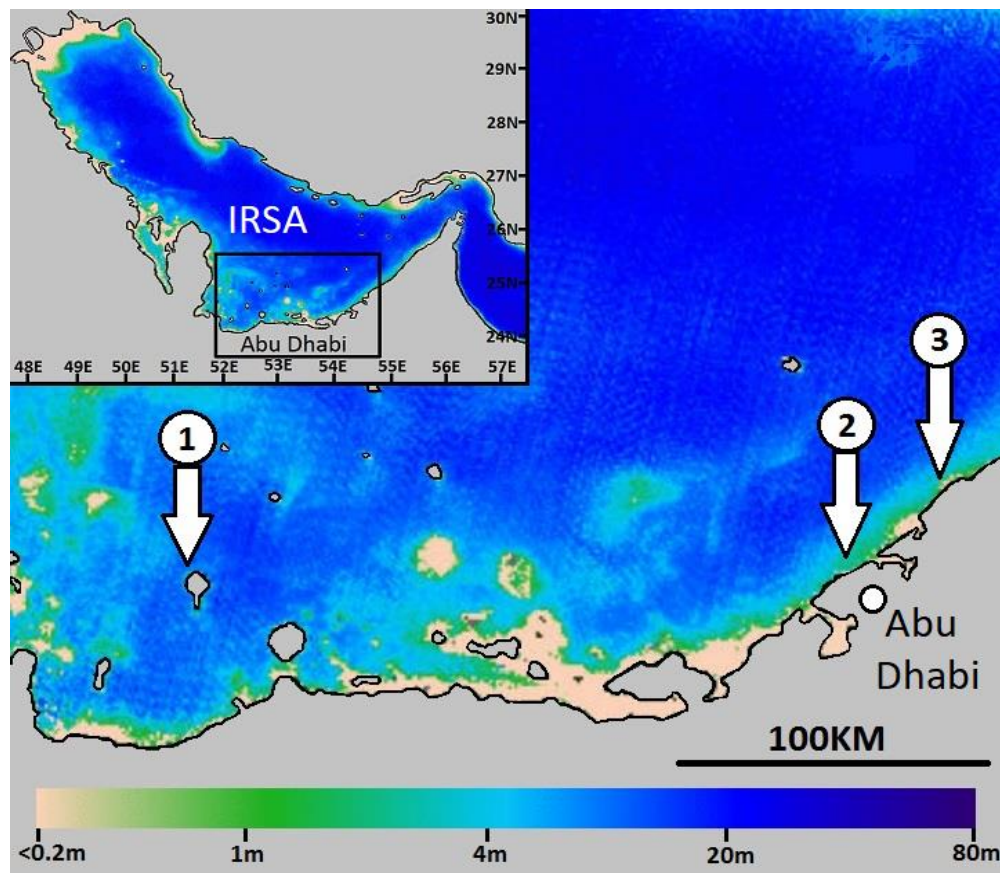 30N
29N
28N
27N
26N
25N
24N
IRSA
Abu Dhabi
48E 49E 50E 51E 52E 53E 54E 55E 56E 57E
1
2
3
Abu
Dhabi
100KM
<0.2m 1m 4m 20m 80m